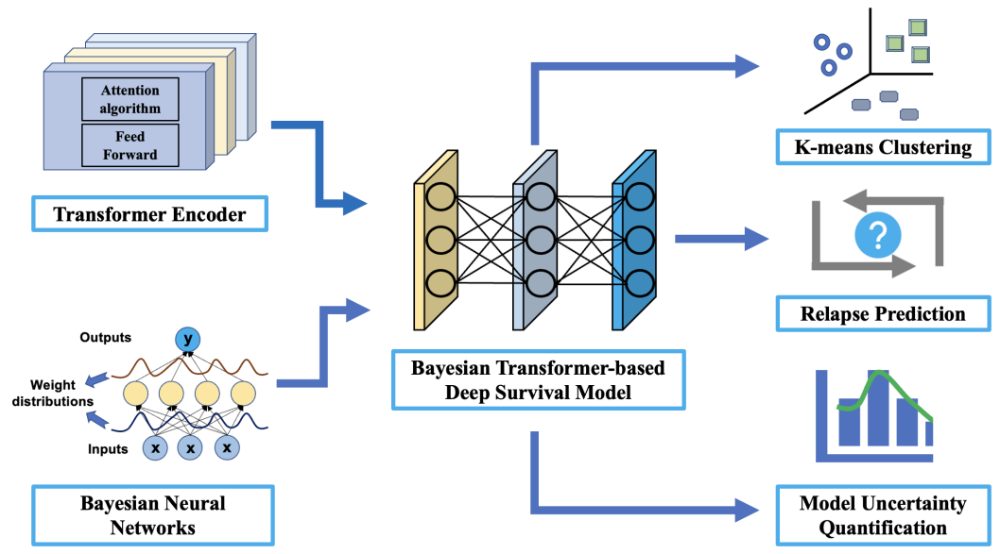 Attention
algorithm
Feed
Forward
Transformer Encoder
Outputs
y
Weight
distributions
Inputs
x x x
Bayesian Neural
Networks
Bayesian Transformer-based
Deep Survival Model
K-means Clustering
?
Relapse Prediction
Model Uncertainty
Quantification